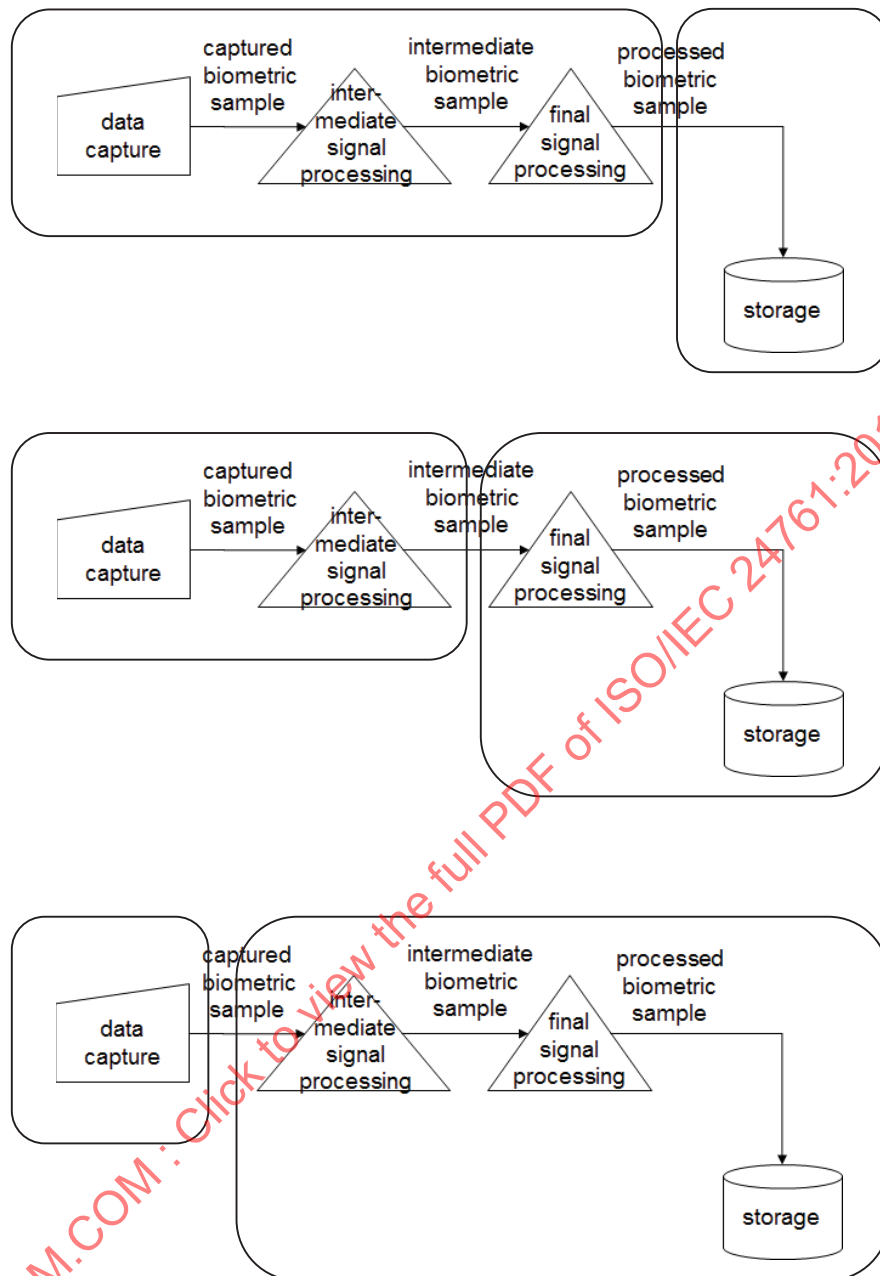 captured
biometric
sample
intermediate
biometric
sample
processed
biometric
sample
data
capture
inter-
mediate
signal
processing
final
signal
processing
storage
captured
biometric
sample
intermediate
biometric
sample
processed
biometric
sample
data
capture
inter-
mediate
signal
processing
final
signal
processing
storage
captured
biometric
sample
intermediate
biometric
sample
processed
biometric
sample
data
capture
inter-
mediate
signal
processing
final
signal
processing
storage
M.COM : Click to view the full PDF of ISO/IEC 24761:201